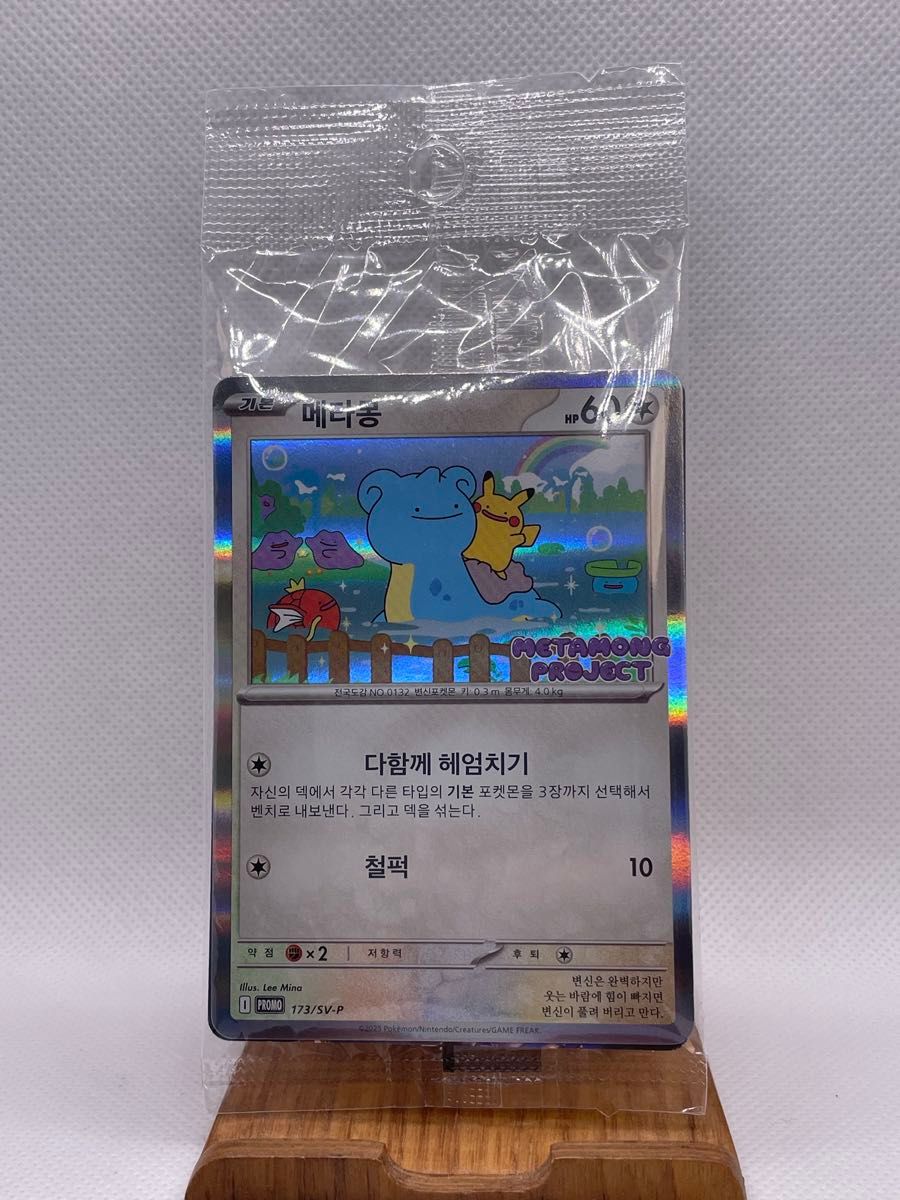 기본 메타몽 HP 60
METAMONG
PROJECT
전국도감 NO.0132 변신포켓몬 키: 0.3 m 몸무게: 4.0 kg
다함께 헤엄치기
자신의 덱에서 각각 다른 타입의 기본 포켓몬을 3장까지 선택해서
벤치로 내보낸다. 그리고 덱을 섞는다.
철퍽 10
약점 ×2 저항력 후퇴
Illus. Lee Mina
I PROMO 173/SV-P
변신은 완벽하지만
웃는 바람에 힘이 빠지면
변신이 풀려 버리고 만다.
©2025 Pokémon/Nintendo/Creatures/GAME FREAK.